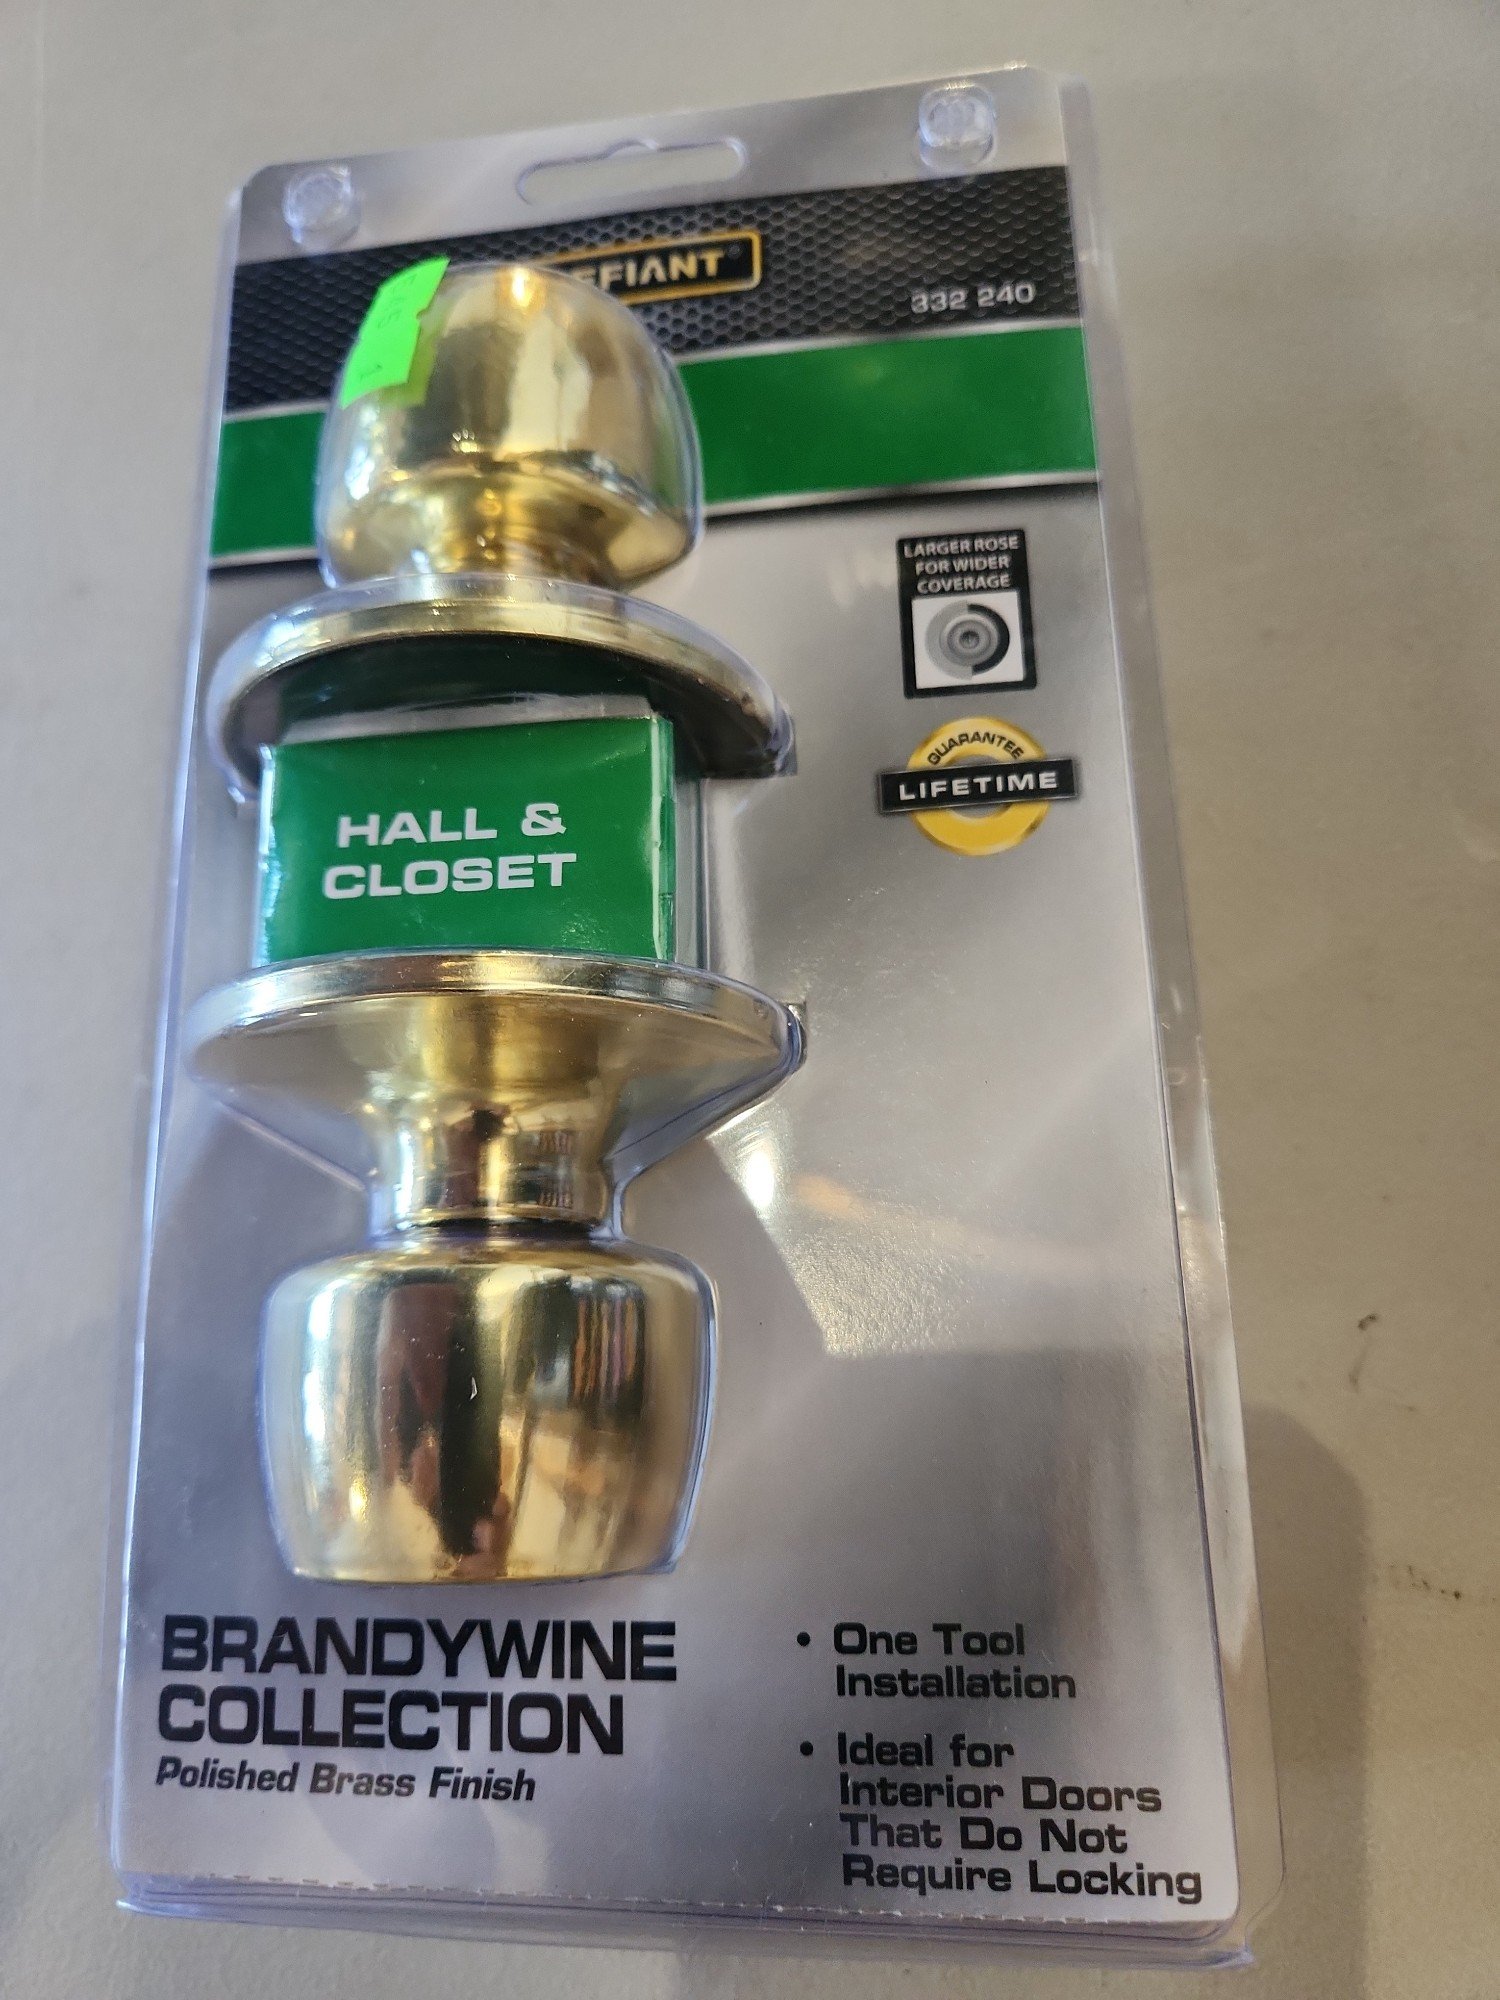 EFIANT
332 240
LARGER ROSE
FOR WIDER
COVERAGE
GUARANTEE
LIFETIME
HALL &
CLOSET
BRANDYWINE
COLLECTION
Polished Brass Finish
• One Tool
Installation
• Ideal for
Interior Doors
That Do Not
Require Locking